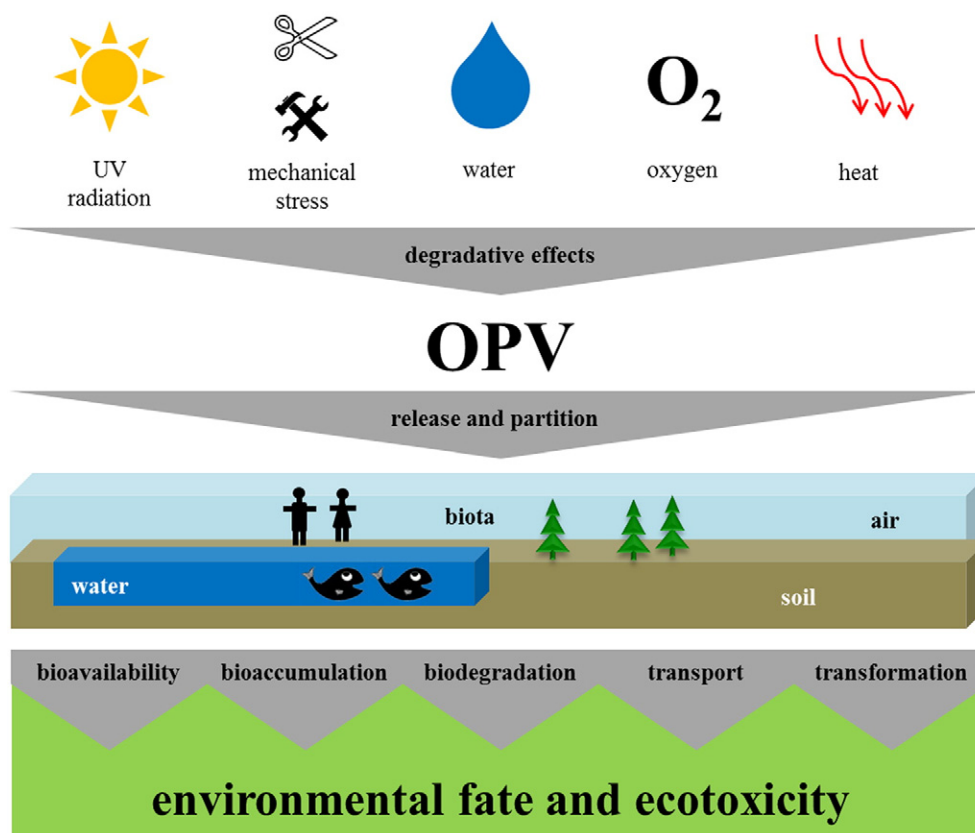 O₂
UV
radiation
mechanical
stress
water
oxygen
heat
degradative effects
OPV
release and partition
biota
air
water
soil
bioavailability
bioaccumulation
biodegradation
transport
transformation
environmental fate and ecotoxicity